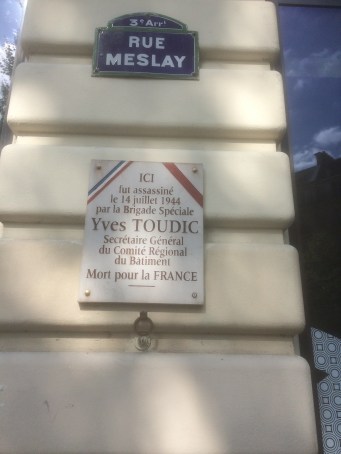 3e Arrt
RUE
MESLAY
ICI
fut assassiné
le 14 juillet 1944
par la Brigade Spéciale
Yves TOUDIC
Secrétaire Général
du Comité Régional
du Batiment
Mort pour la FRANCE